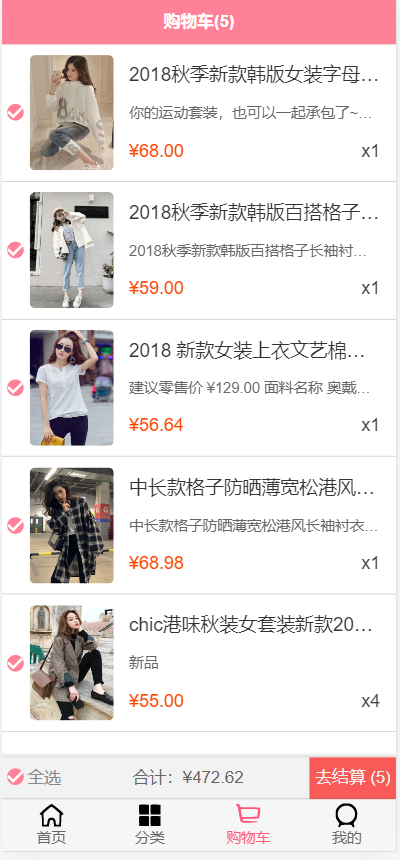 购物车(5)
2018秋季新款韩版女装字母…
你的运动套装，也可以一起承包了~…
¥68.00 x1
2018秋季新款韩版百搭格子…
2018秋季新款韩版百搭格子长袖衬…
¥59.00 x1
2018 新款女装上衣文艺棉…
建议零售价 ¥129.00 面料名称 奥戴…
¥56.64 x1
中长款格子防晒薄宽松港风…
中长款格子防晒薄宽松港风长袖衬衣…
¥68.98 x1
chic港味秋装女套装新款20…
新品
¥55.00 x4
全选 合计：¥472.62 去结算 (5)
首页 分类 购物车 我的